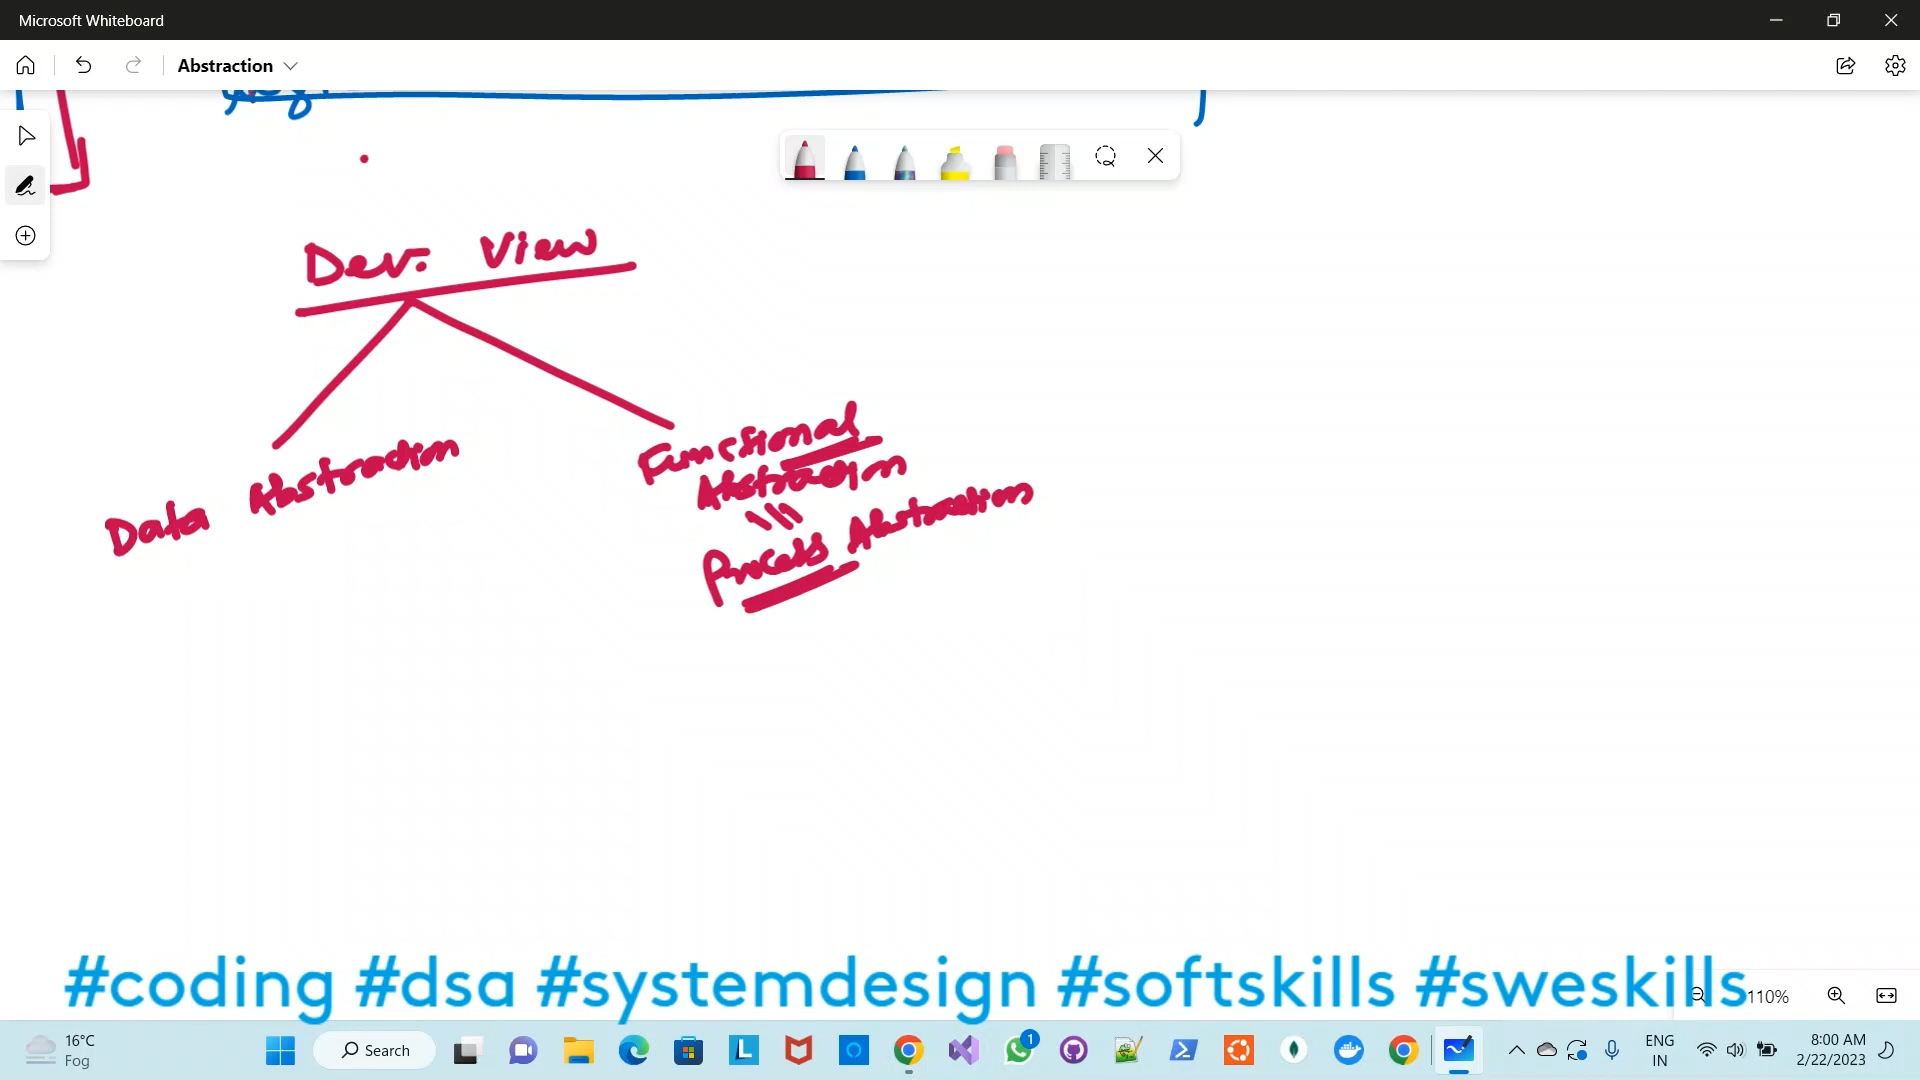 Microsoft Whiteboard
Abstraction
Dev. View
Data Abstraction
Functional
Abstraction
Process Abstraction
#coding #dsa #systemdesign #softskills #sweskills
110%
16°C
Fog
Search
1
ENG
IN
8:00 AM
2/22/2023